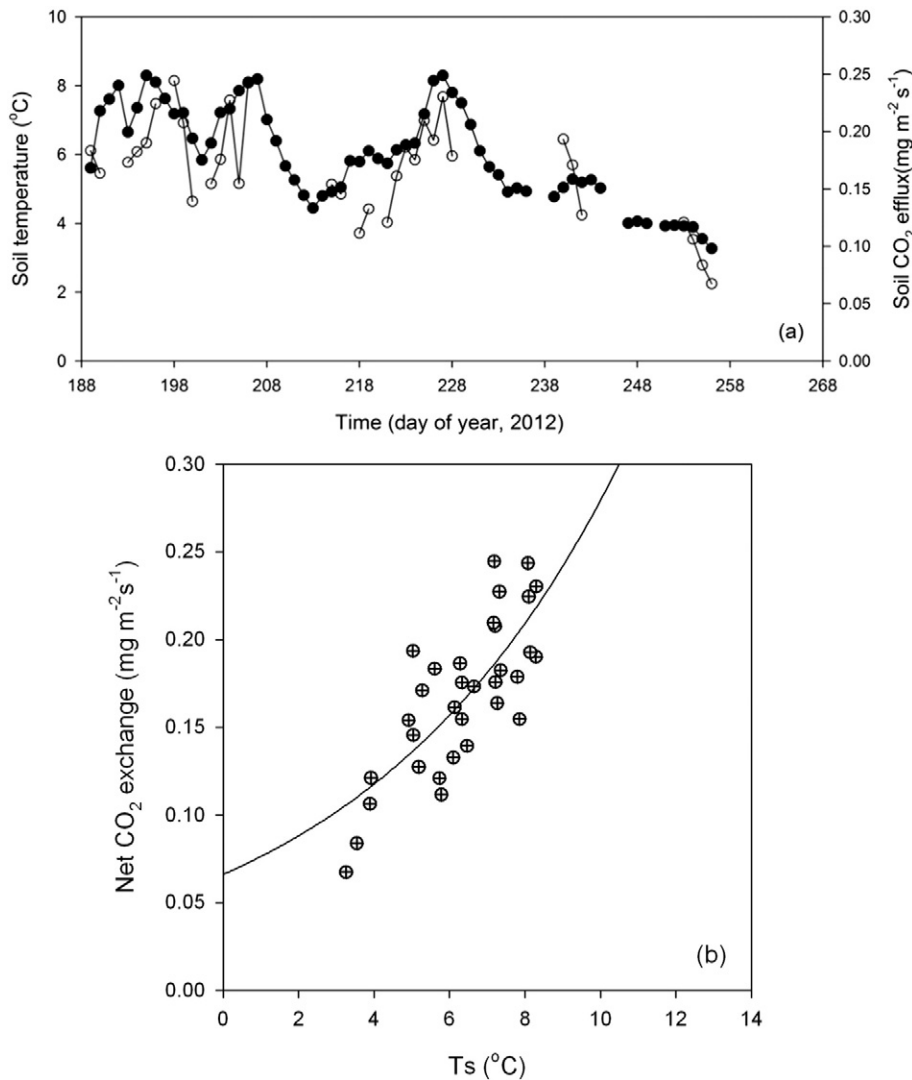 10
8
6
4
2
0
Soil temperature (°C)
0.30
0.25
0.20
0.15
0.10
0.05
0.00
Soil CO₂ efflux(mg m⁻² s⁻¹)
(a)
188 198 208 218 228 238 248 258 268
Time (day of year, 2012)
0.30
0.25
0.20
0.15
0.10
0.05
0.00
Net CO₂ exchange (mg m⁻²s⁻¹)
(b)
0 2 4 6 8 10 12 14
Ts (°C)